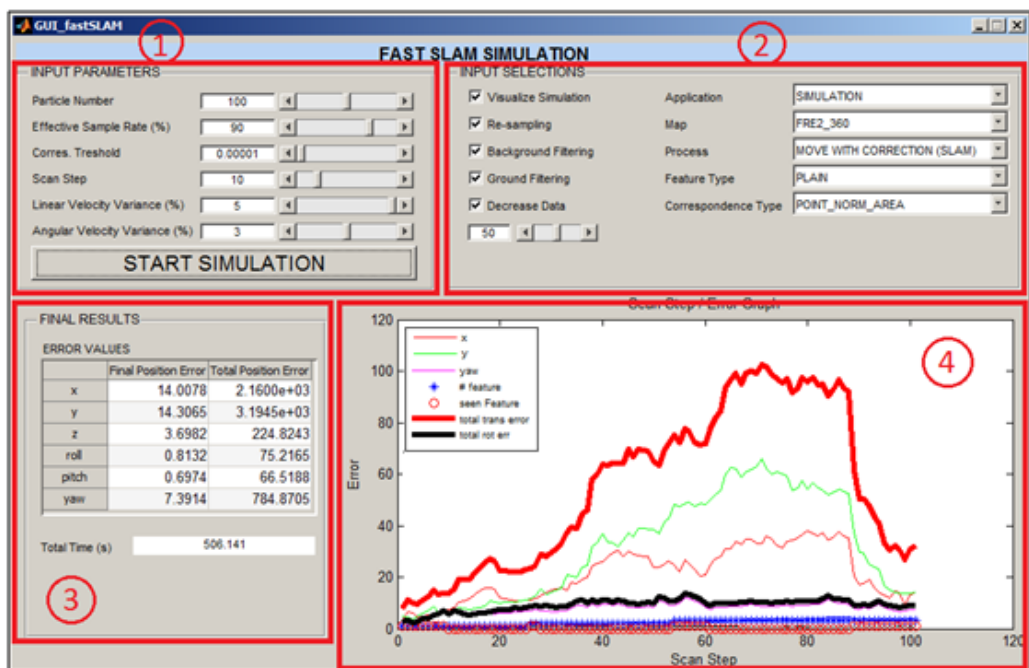 GUI_fastSLAM
1
2
FAST SLAM SIMULATION
INPUT PARAMETERS
Particle Number 100
Effective Sample Rate (%) 90
Corres. Treshold 0.00001
Scan Step 10
Linear Velocity Variance (%) 5
Angular Velocity Variance (%) 3
START SIMULATION
INPUT SELECTIONS
Visualize Simulation Application SIMULATION
Re-sampling Map FRE2_360
Background Filtering Process MOVE WITH CORRECTION (SLAM)
Ground Filtering Feature Type PLAIN
Decrease Data Correspondence Type POINT_NORM_AREA
50
FINAL RESULTS
ERROR VALUES
Final Position Error Total Position Error
x 14.0078 2.1600e+03
y 14.3065 3.1945e+03
z 3.6982 224.8243
roll 0.8132 75.2165
pitch 0.6974 66.5188
yaw 7.3914 784.8705
Total Time (s) 506.141
3
Scan Step / Error Graph
4
x
y
yaw
# feature
seen Feature
total trans error
total rot err
Error
120
100
80
60
40
20
0
0 20 40 60 80 100 120
Scan Step